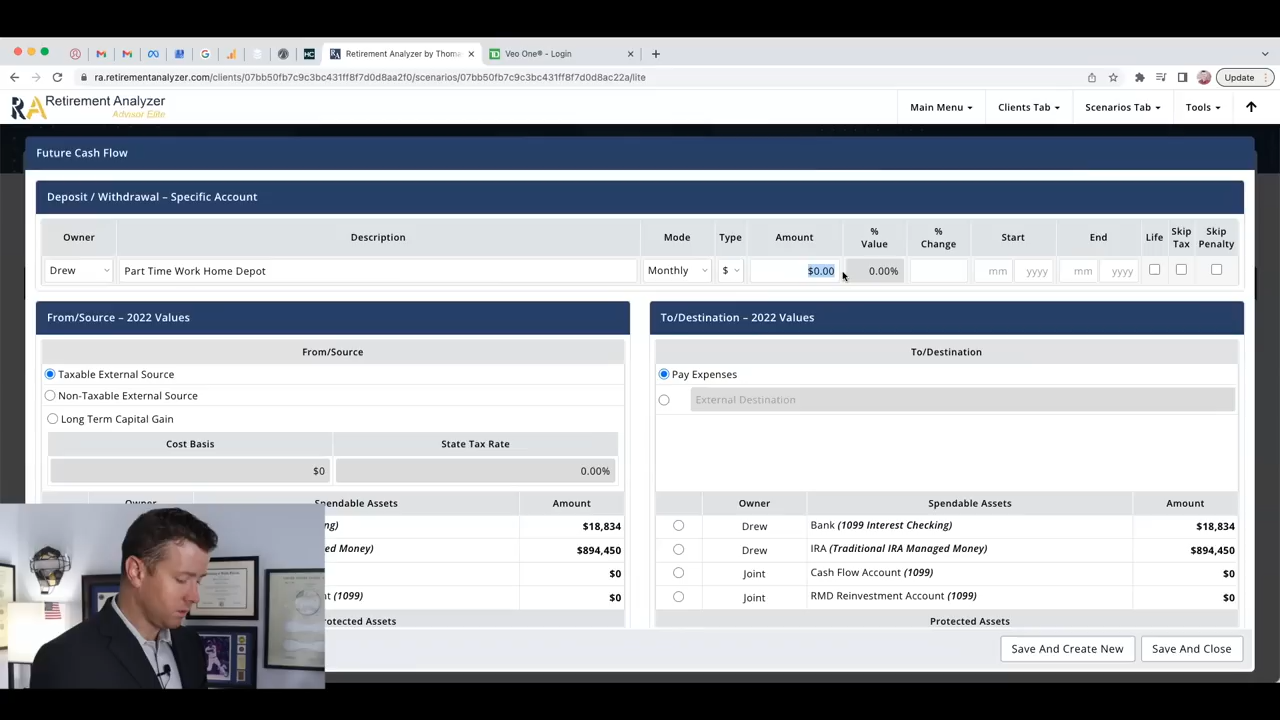 Retirement Analyzer by Thoma
Veo One® - Login
ra.retirementanalyzer.com/clients/07bb50fb7c9c3bc431ff8f7d0d8aa2f0/scenarios/07bb50fb7c9c3bc431ff8f7d0d8ac22a/lite
Update
RA Retirement Analyzer
Advisor Elite
Main Menu Clients Tab Scenarios Tab Tools
Future Cash Flow
Deposit / Withdrawal – Specific Account
Owner Description Mode Type Amount % Value % Change Start End Life Skip Tax Skip Penalty
Drew Part Time Work Home Depot Monthly $ $0.00 0.00% mm yyyy mm yyyy
From/Source – 2022 Values
To/Destination – 2022 Values
From/Source
To/Destination
Taxable External Source
Pay Expenses
Non-Taxable External Source
External Destination
Long Term Capital Gain
Cost Basis State Tax Rate
$0 0.00%
Owner Spendable Assets Amount
Owner Spendable Assets Amount
ng) $18,834
Drew Bank (1099 Interest Checking) $18,834
ed Money) $894,450
Drew IRA (Traditional IRA Managed Money) $894,450
$0
Joint Cash Flow Account (1099) $0
t (1099) $0
Joint RMD Reinvestment Account (1099) $0
rotected Assets
Protected Assets
Save And Create New Save And Close